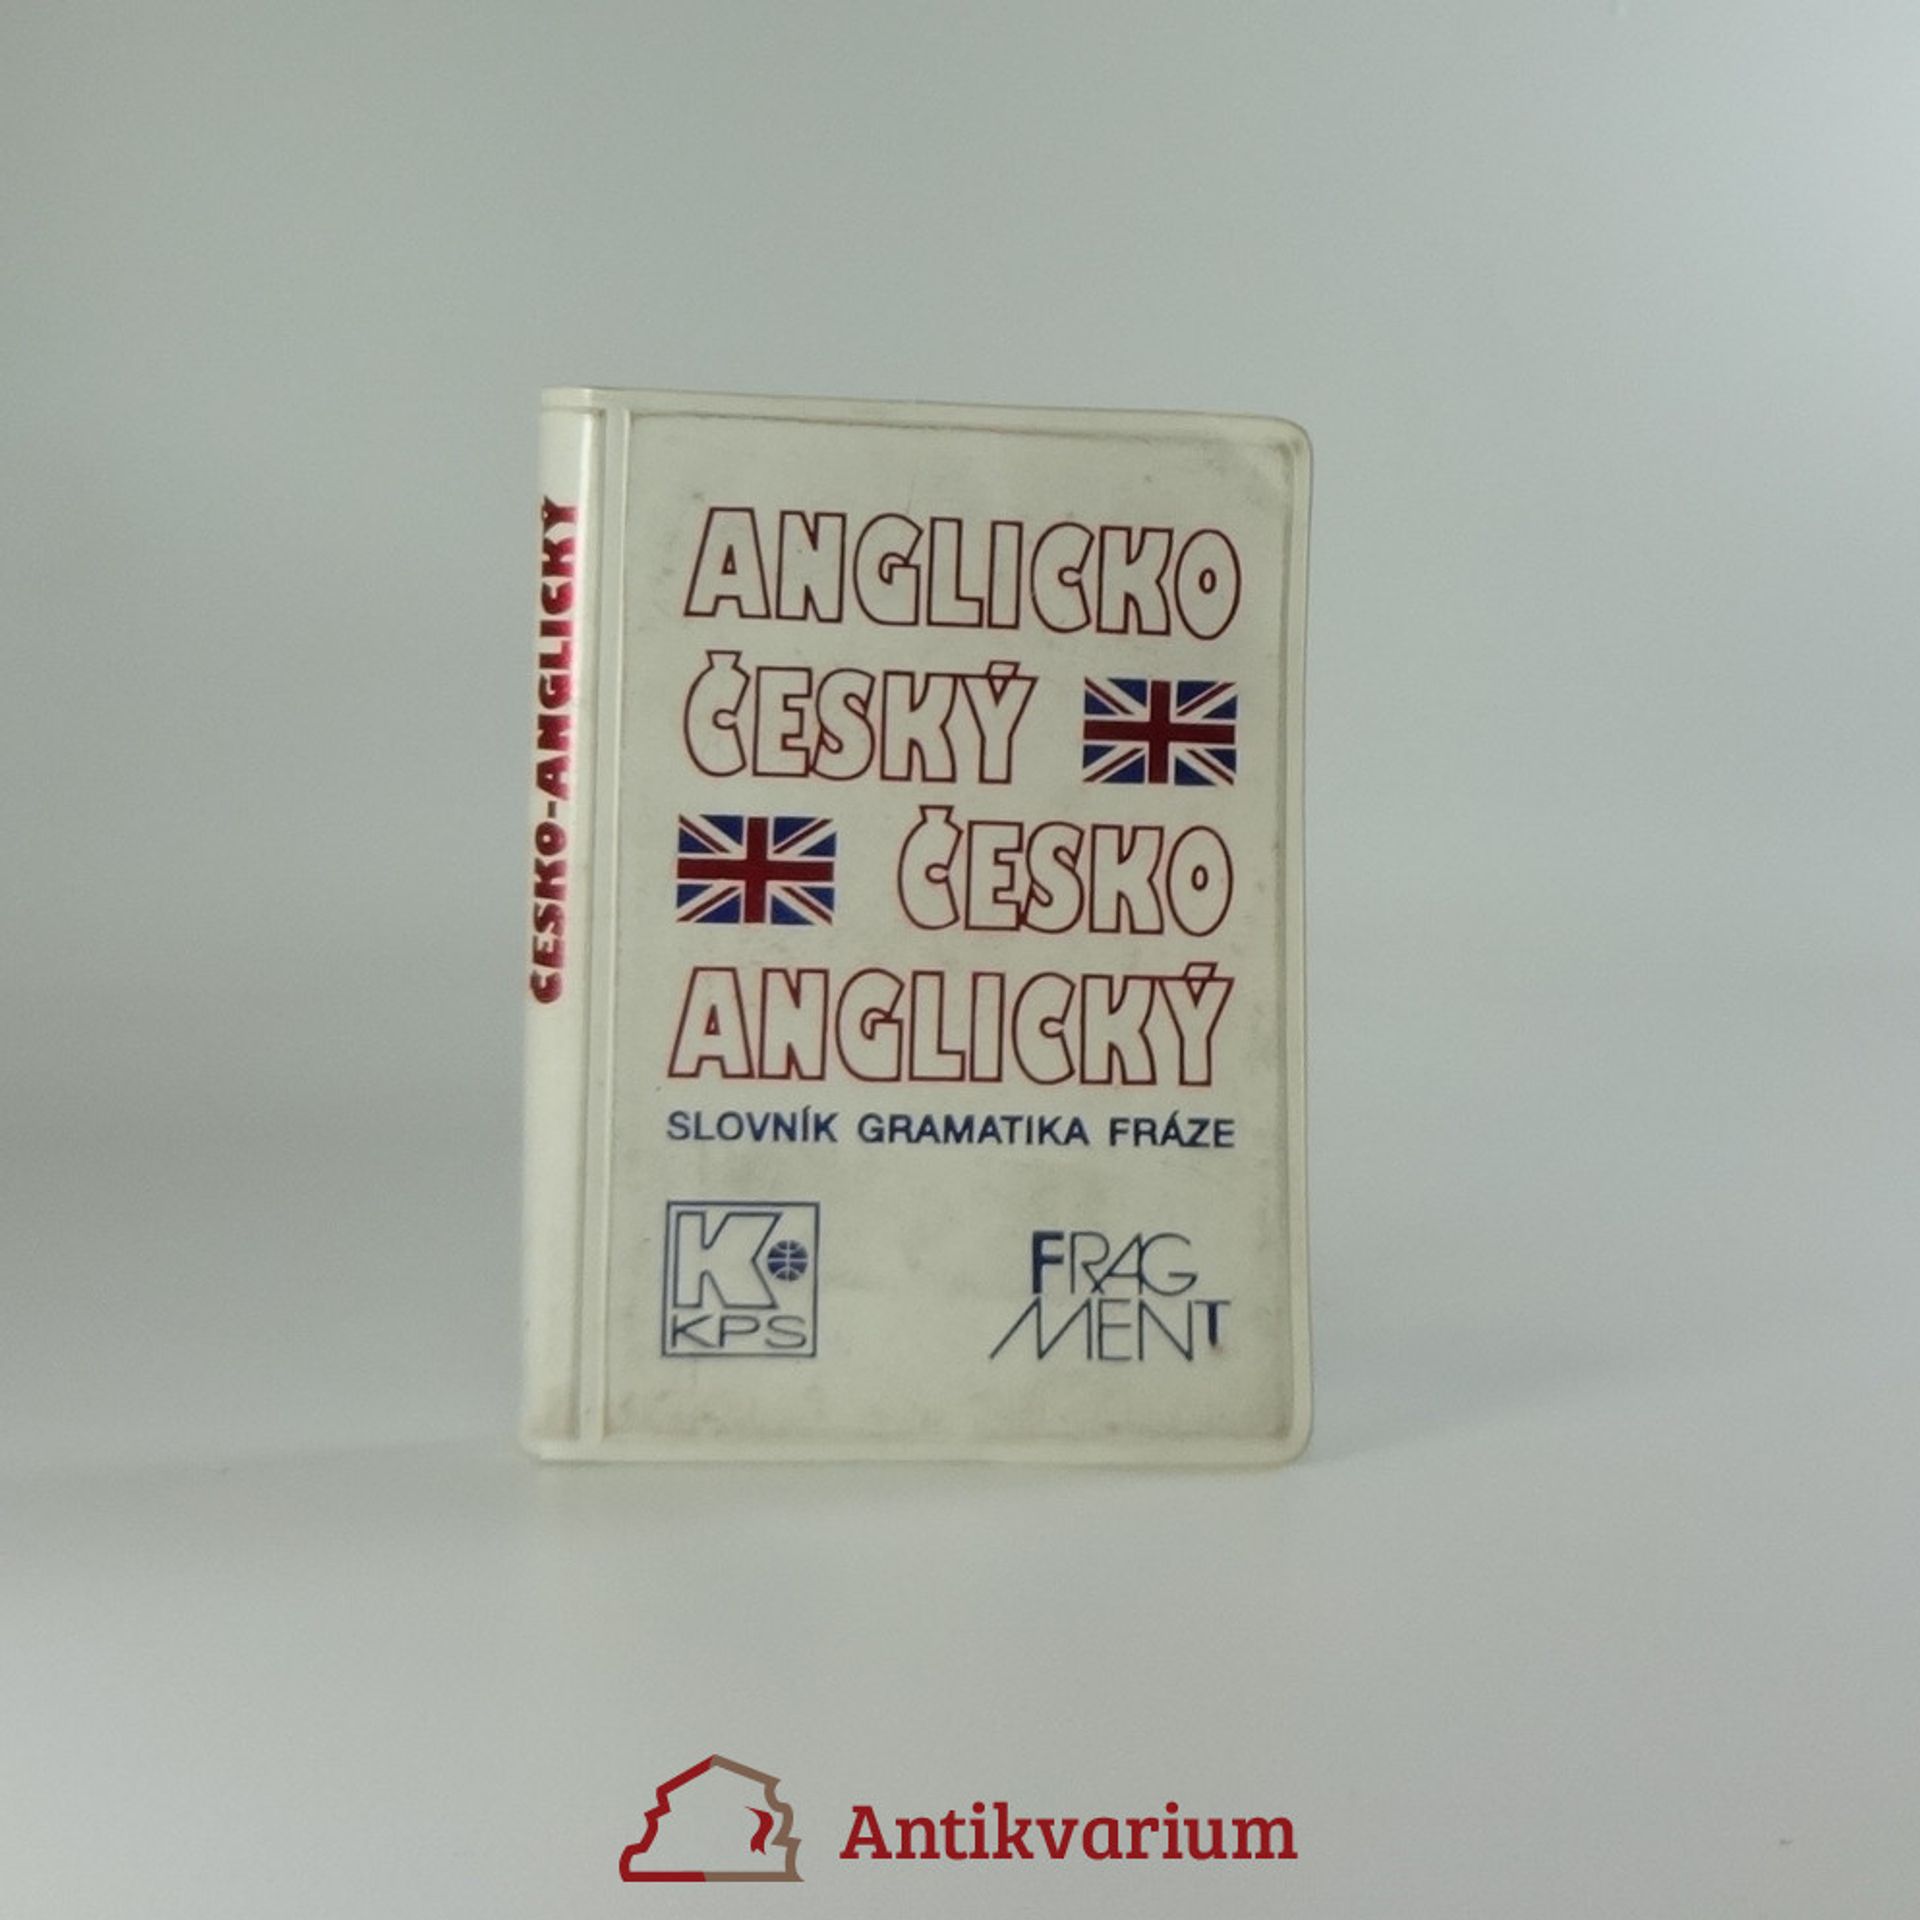 ČESKO-ANGLICKÝ
ANGLICKO
ČESKÝ
ČESKO
ANGLICKÝ
SLOVNÍK GRAMATIKA FRÁZE
K
KPS
FRAG
MENT
Antikvarium